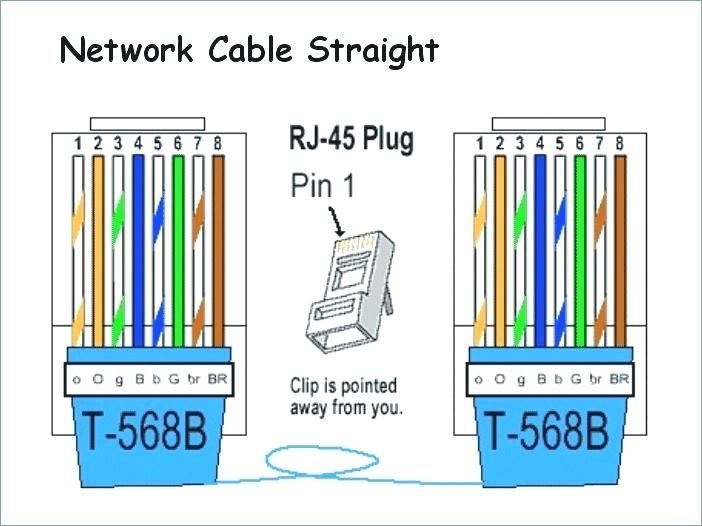 Network Cable Straight
1 2 3 4 5 6 7 8
RJ-45 Plug
Pin 1
1 2 3 4 5 6 7 8
o O g B b G br BR
T-568B
Clip is pointed
away from you.
o O g B b G br BR
T-568B